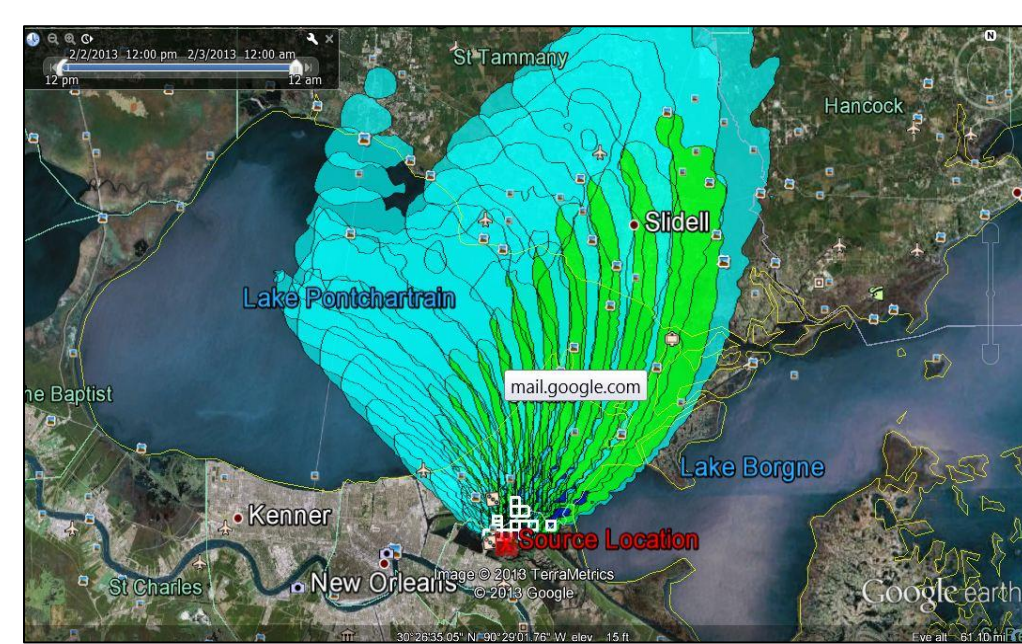 2/2/2013 12:00 pm 2/3/2013 12:00 am
12 pm 12 am
N
St Tammany
Hancock
Slidell
Lake Pontchartrain
mail.google.com
he Baptist
Lake Borgne
Kenner
Source Location
St Charles
New Orleans
Image © 2013 TerraMetrics
© 2013 Google
Google earth
30°26'35.05" N 90°29'01.76" W elev 15 ft
Eye alt 61.10 mi